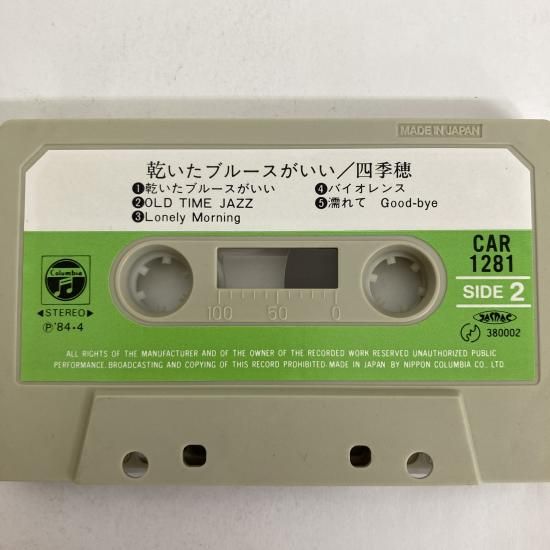 MADE IN JAPAN
乾いたブルースがいい／四季穂
❶乾いたブルースがいい
❷OLD TIME JAZZ
❸Lonely Morning
❹バイオレンス
❺濡れて Good-bye
Columbia
◀STEREO▶
Ⓟ'84・4
100 50 0
CAR
1281
SIDE 2
JASRAC
380002
ALL RIGHTS OF THE MANUFACTURER AND OF THE OWNER OF THE RECORDED WORK RESERVED UNAUTHORIZED PUBLIC
PERFORMANCE. BROADCASTING AND COPYING OF THIS RECORD PROHIBITED・MADE IN JAPAN BY NIPPON COLUMBIA CO., LTD.